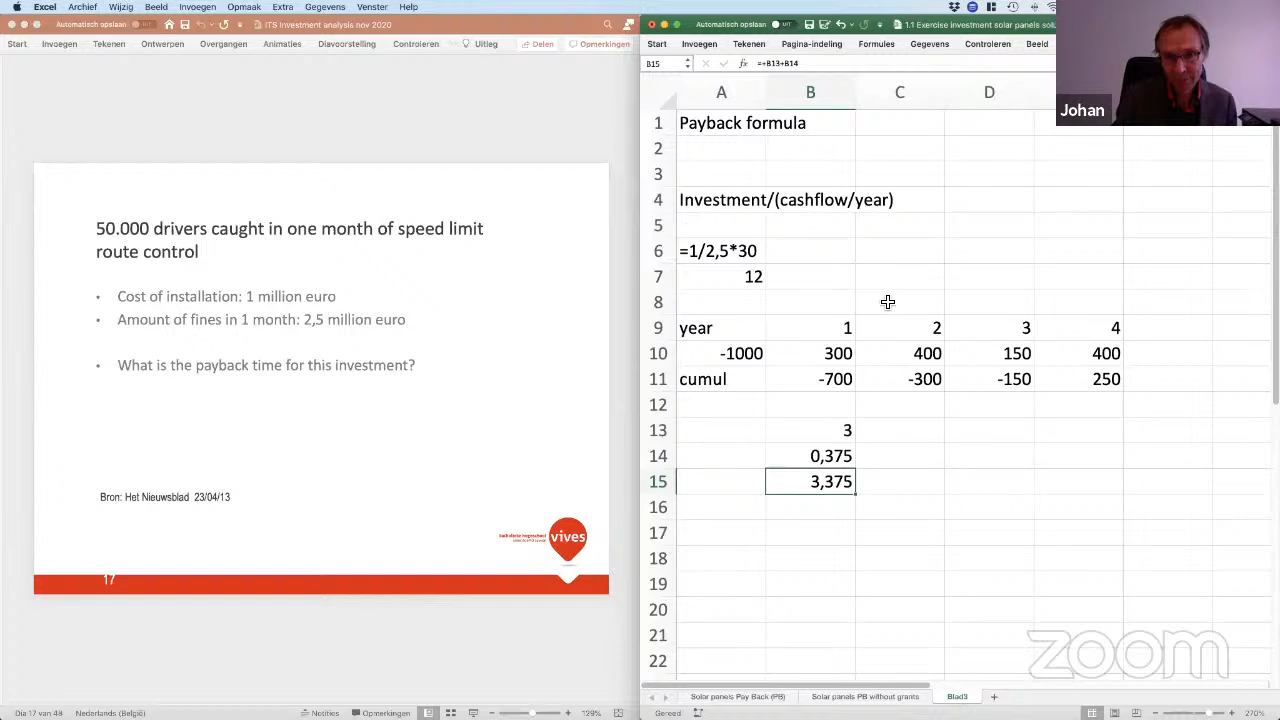 Excel Archief Bewerk Beeld Invoegen Opmaak Extra Gegevens Venster Help
Automatisch opslaan UIT ITS Investment analysis nov 2020
Start Invoegen Tekenen Ontwerpen Overgangen Animaties Diavoorstelling Controleren Uitleg Delen Opmerkingen
50.000 drivers caught in one month of speed limit
route control
• Cost of installation: 1 million euro
• Amount of fines in 1 month: 2,5 million euro
• What is the payback time for this investment?
Bron: Het Nieuwsblad 23/04/13
katholieke hogeschool
vives
17
Dia 17 van 48 Nederlands (België) Notities Opmerkingen 129%
Automatisch opslaan UIT 1.1 Exercise investment solar panels solu
Start Invoegen Tekenen Pagina-indeling Formules Gegevens Controleren Beeld
B15 fx =+B13+B14
A B C D
1 Payback formula
2
3
4 Investment/(cashflow/year)
5
6 =1/2,5*30
7 12
8
9 year 1 2 3 4
10 -1000 300 400 150 400
11 cumul -700 -300 -150 250
12
13 3
14 0,375
15 3,375
16
17
18
19
20
21
22
Solar panels Pay Back (PB) Solar panels PB without grants Blad3 +
Gereed 270%
Johan
zoom